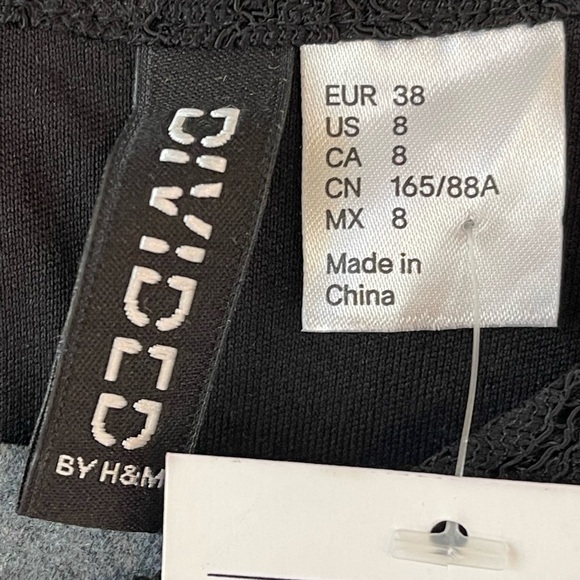 DIVIDED
BY H&M
EUR 38
US 8
CA 8
CN 165/88A
MX 8
Made in
China